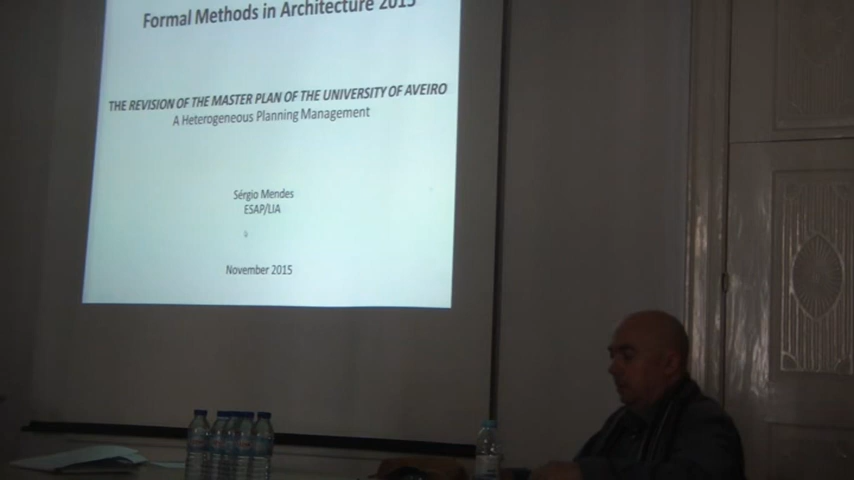 Formal Methods in Architecture 2015
THE REVISION OF THE MASTER PLAN OF THE UNIVERSITY OF AVEIRO
A Heterogeneous Planning Management
Sérgio Mendes
ESAP/LIA
November 2015